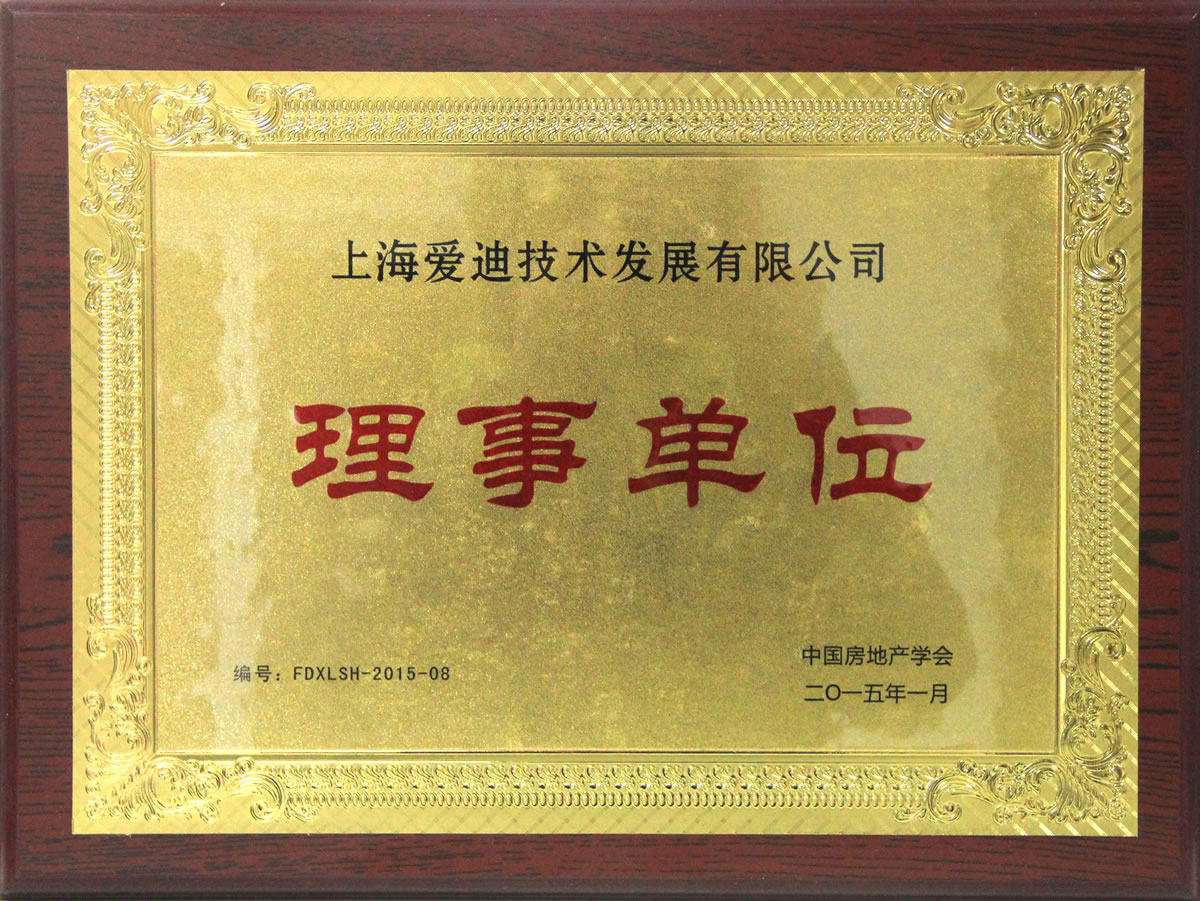 上海爱迪技术发展有限公司
理事单位
编号：FDXLSH-2015-08
中国房地产学会
二〇一五年一月